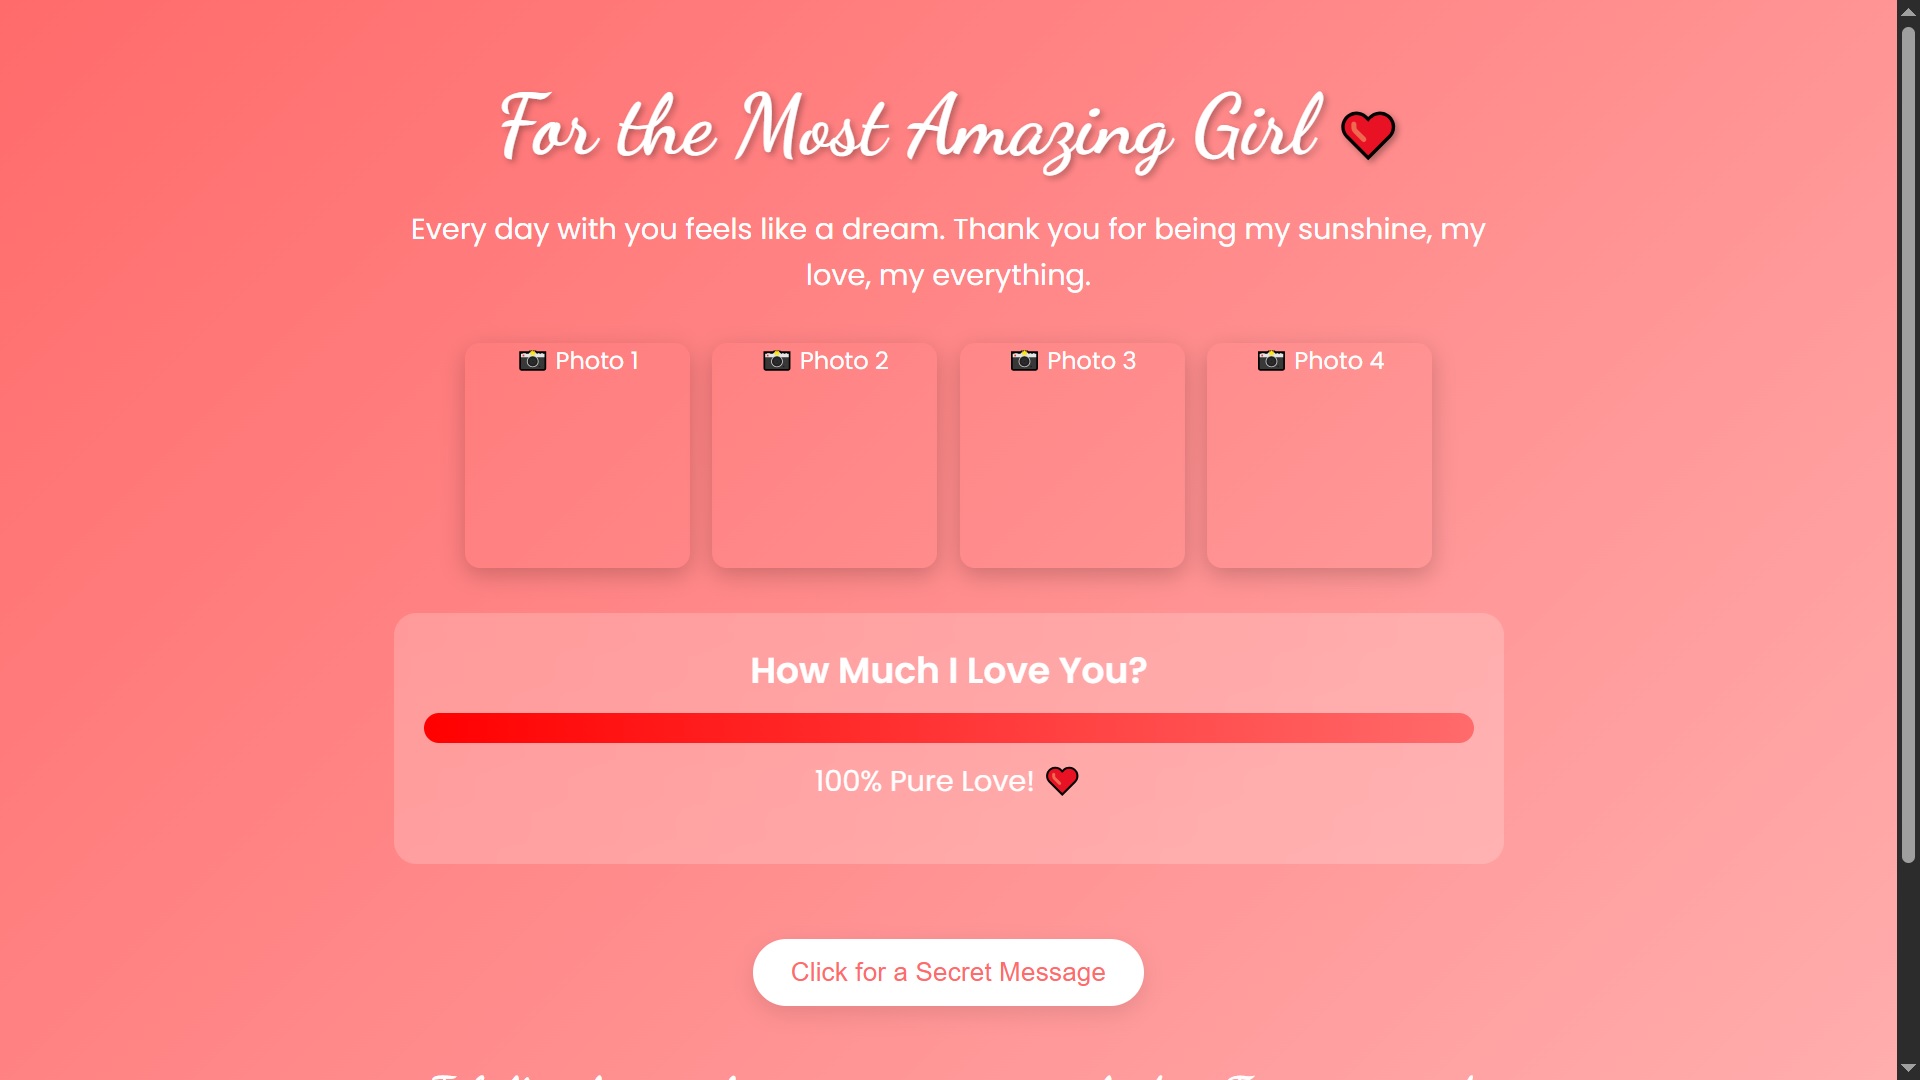 For the Most Amazing Girl ❤️
Every day with you feels like a dream. Thank you for being my sunshine, my
love, my everything.
📸 Photo 1
📸 Photo 2
📸 Photo 3
📸 Photo 4
How Much I Love You?
100% Pure Love! ❤️
Click for a Secret Message